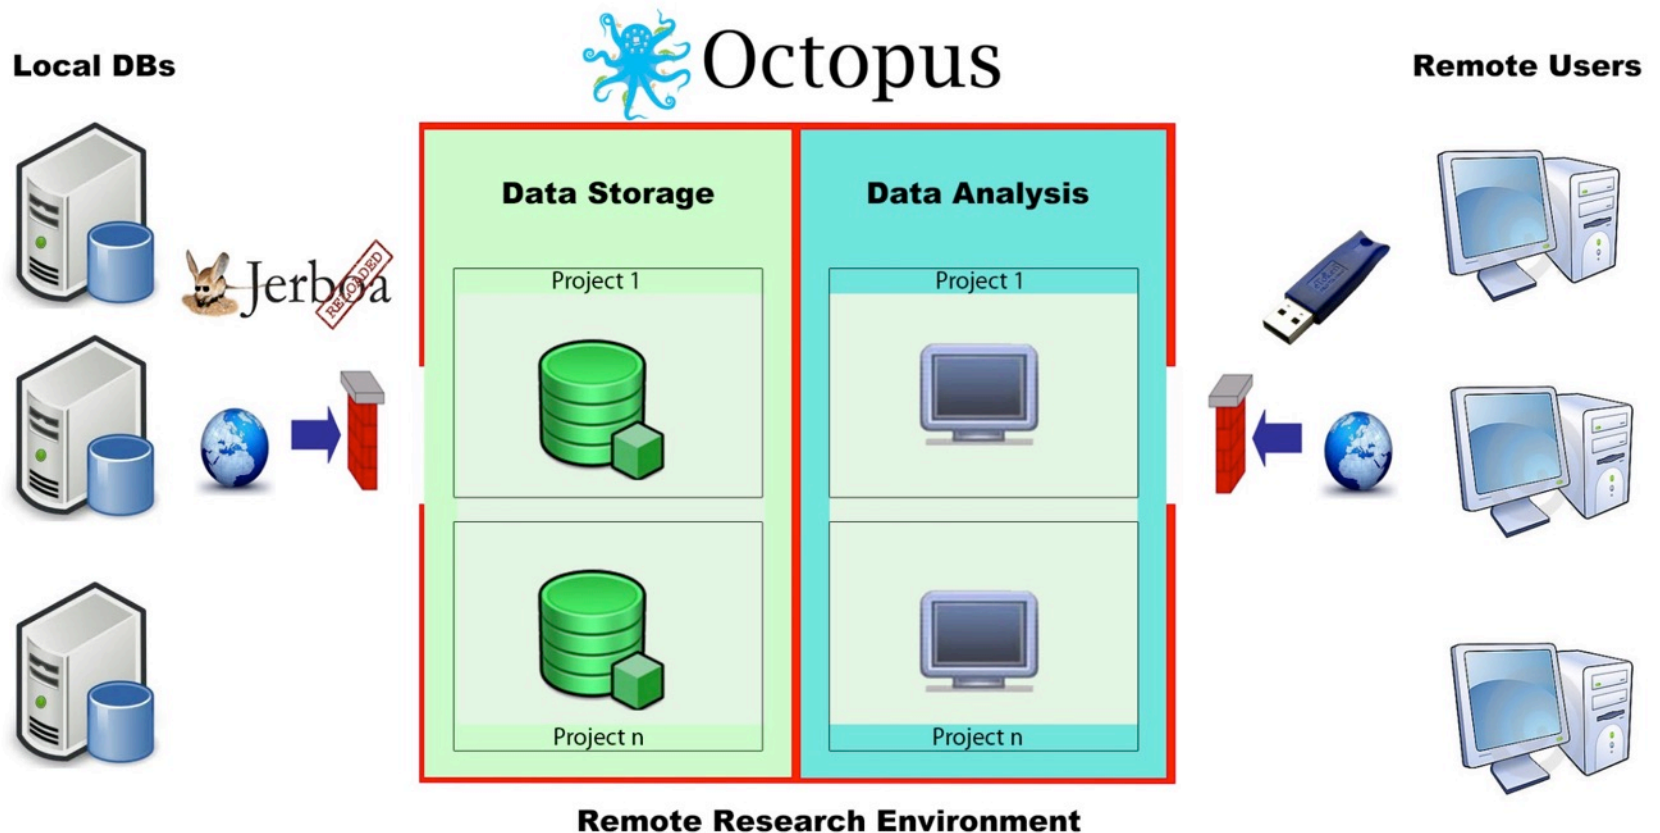 Octopus
Local DBs
Remote Users
Data Storage
Data Analysis
Jerboa
RELOADED
Project 1
Project 1
Project n
Project n
Remote Research Environment